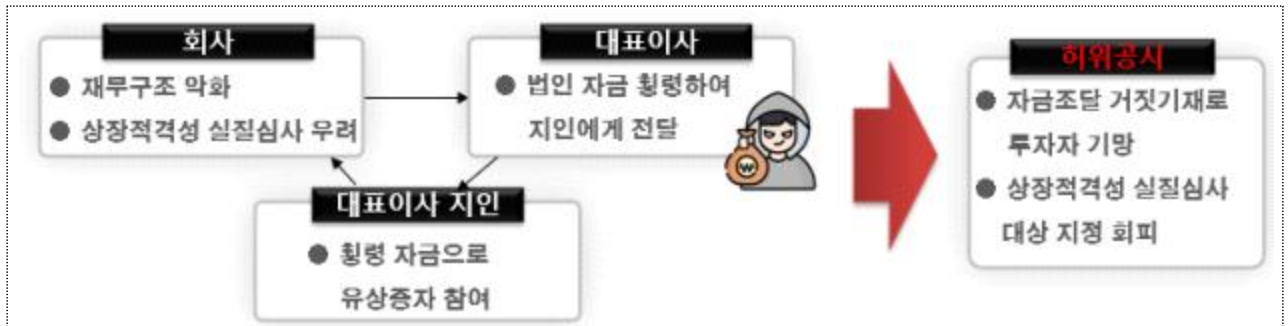 회사
● 재무구조 악화
● 상장적격성 실질심사 우려
대표이사
● 법인 자금 횡령하여
지인에게 전달
₩
대표이사 지인
● 횡령 자금으로
유상증자 참여
허위공시
● 자금조달 거짓기재로
투자자 기망
● 상장적격성 실질심사
대상 지정 회피